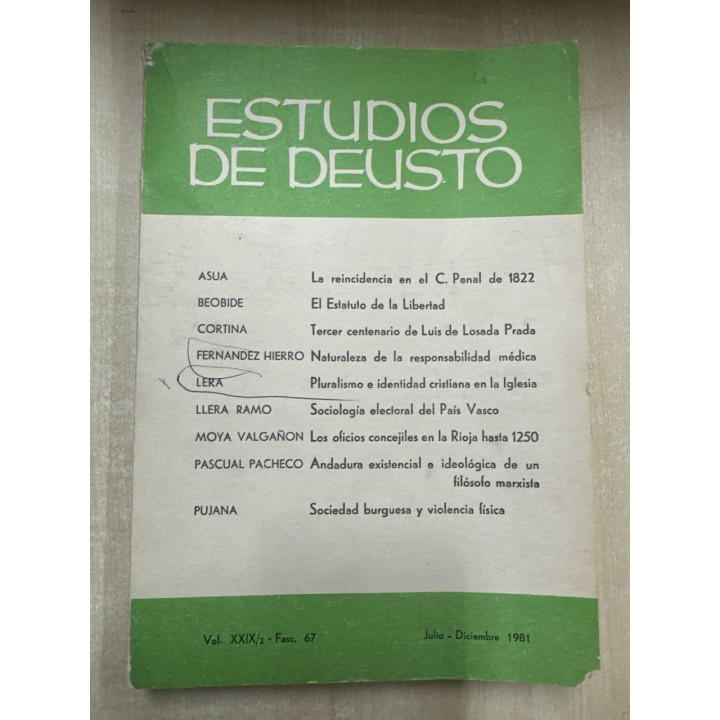 ESTUDIOS
DE DEUSTO
ASUA La reincidencia en el C. Penal de 1822
BEOBIDE El Estatuto de la Libertad
CORTINA Tercer centenario de Luis de Losada Prada
FERNANDEZ HIERRO Naturaleza de la responsabilidad médica
LERA Pluralismo e identidad cristiana en la Iglesia
LLERA RAMO Sociología electoral del País Vasco
MOYA VALGAÑON Los oficios concejiles en la Rioja hasta 1250
PASCUAL PACHECO Andadura existencial e ideológica de un
filósofo marxista
PUJANA Sociedad burguesa y violencia física
Vol. XXIX/2 - Fasc. 67 Julio - Diciembre 1981